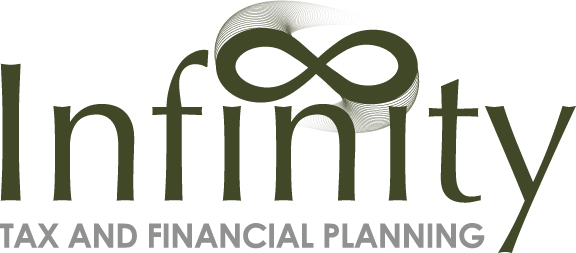 Infinity
TAX AND FINANCIAL PLANNING